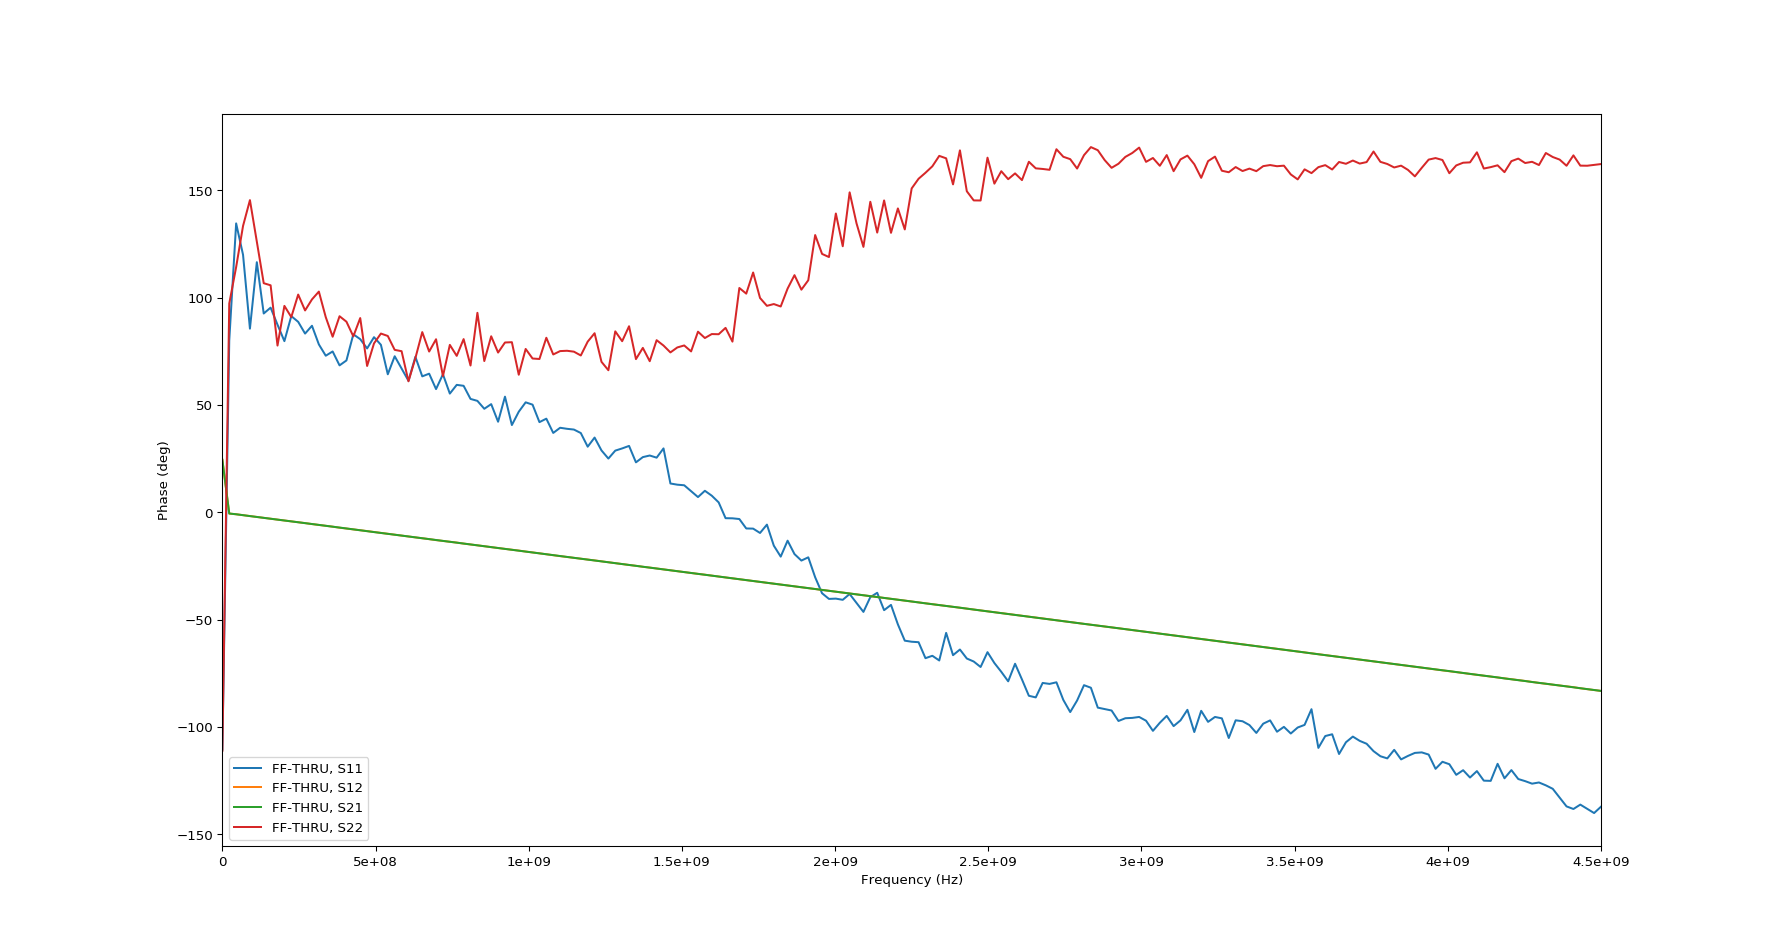 150
100
50
0
−50
−100
−150
Phase (deg)
FF-THRU, S11
FF-THRU, S12
FF-THRU, S21
FF-THRU, S22
0 5e+08 1e+09 1.5e+09 2e+09 2.5e+09 3e+09 3.5e+09 4e+09 4.5e+09
Frequency (Hz)